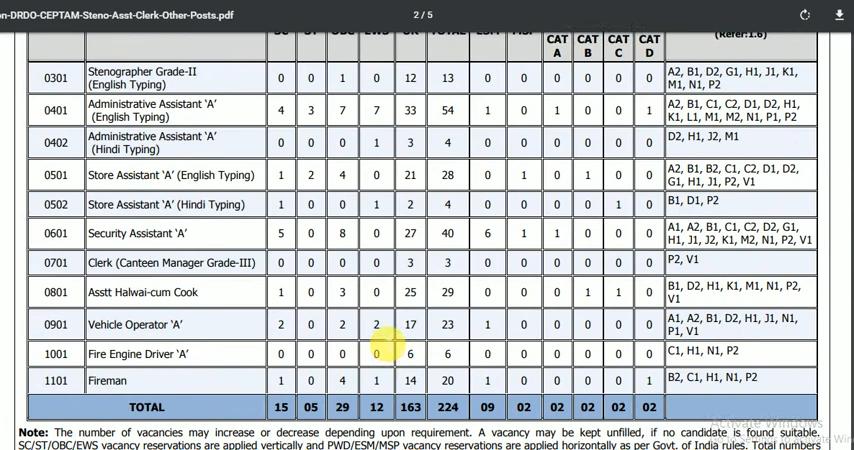 on-DRDO-CEPTAM-Steno-Asst-Clerk-Other-Posts.pdf 2 / 5
SC ST OBC EWS UR TOTAL ESM MSP CAT A CAT B CAT C CAT D (Refer:1.6)
0301 Stenographer Grade-II (English Typing) 0 0 1 0 12 13 0 0 0 0 0 0 A2, B1, D2, G1, H1, J1, K1, M1, N1, P2
0401 Administrative Assistant ‘A’ (English Typing) 4 3 7 7 33 54 1 0 1 0 0 1 A2, B1, C1, C2, D1, D2, H1, K1, L1, M1, M2, N1, P1, P2
0402 Administrative Assistant ‘A’ (Hindi Typing) 0 0 0 1 3 4 0 0 0 0 0 0 D2, H1, J2, M1
0501 Store Assistant ‘A’ (English Typing) 1 2 4 0 21 28 0 1 0 1 0 0 A2, B1, B2, C1, C2, D1, D2, G1, H1, J1, P2, V1
0502 Store Assistant ‘A’ (Hindi Typing) 1 0 0 1 2 4 0 0 0 0 1 0 B1, D1, P2
0601 Security Assistant ‘A’ 5 0 8 0 27 40 6 1 1 0 0 0 A1, A2, B1, C1, C2, D2, G1, H1, J1, J2, K1, M2, N1, P2, V1
0701 Clerk (Canteen Manager Grade-III) 0 0 0 0 3 3 0 0 0 0 0 0 P2, V1
0801 Asstt Halwai-cum Cook 1 0 3 0 25 29 0 0 0 1 1 0 B1, D2, H1, K1, M1, N1, P2, V1
0901 Vehicle Operator ‘A’ 2 0 2 2 17 23 1 0 0 0 0 0 A1, A2, B1, D2, H1, J1, N1, P1, V1
1001 Fire Engine Driver ‘A’ 0 0 0 0 6 6 0 0 0 0 0 0 C1, H1, N1, P2
1101 Fireman 1 0 4 1 14 20 1 0 0 0 0 1 B2, C1, H1, N1, P2
TOTAL 15 05 29 12 163 224 09 02 02 02 02 02
Activate Windows
Note: The number of vacancies may increase or decrease depending upon requirement. A vacancy may be kept unfilled, if no candidate is found suitable.
SC/ST/OBC/EWS vacancy reservations are applied vertically and PWD/ESM/MSP vacancy reservations are applied horizontally as per Govt. of India rules. Total numbers